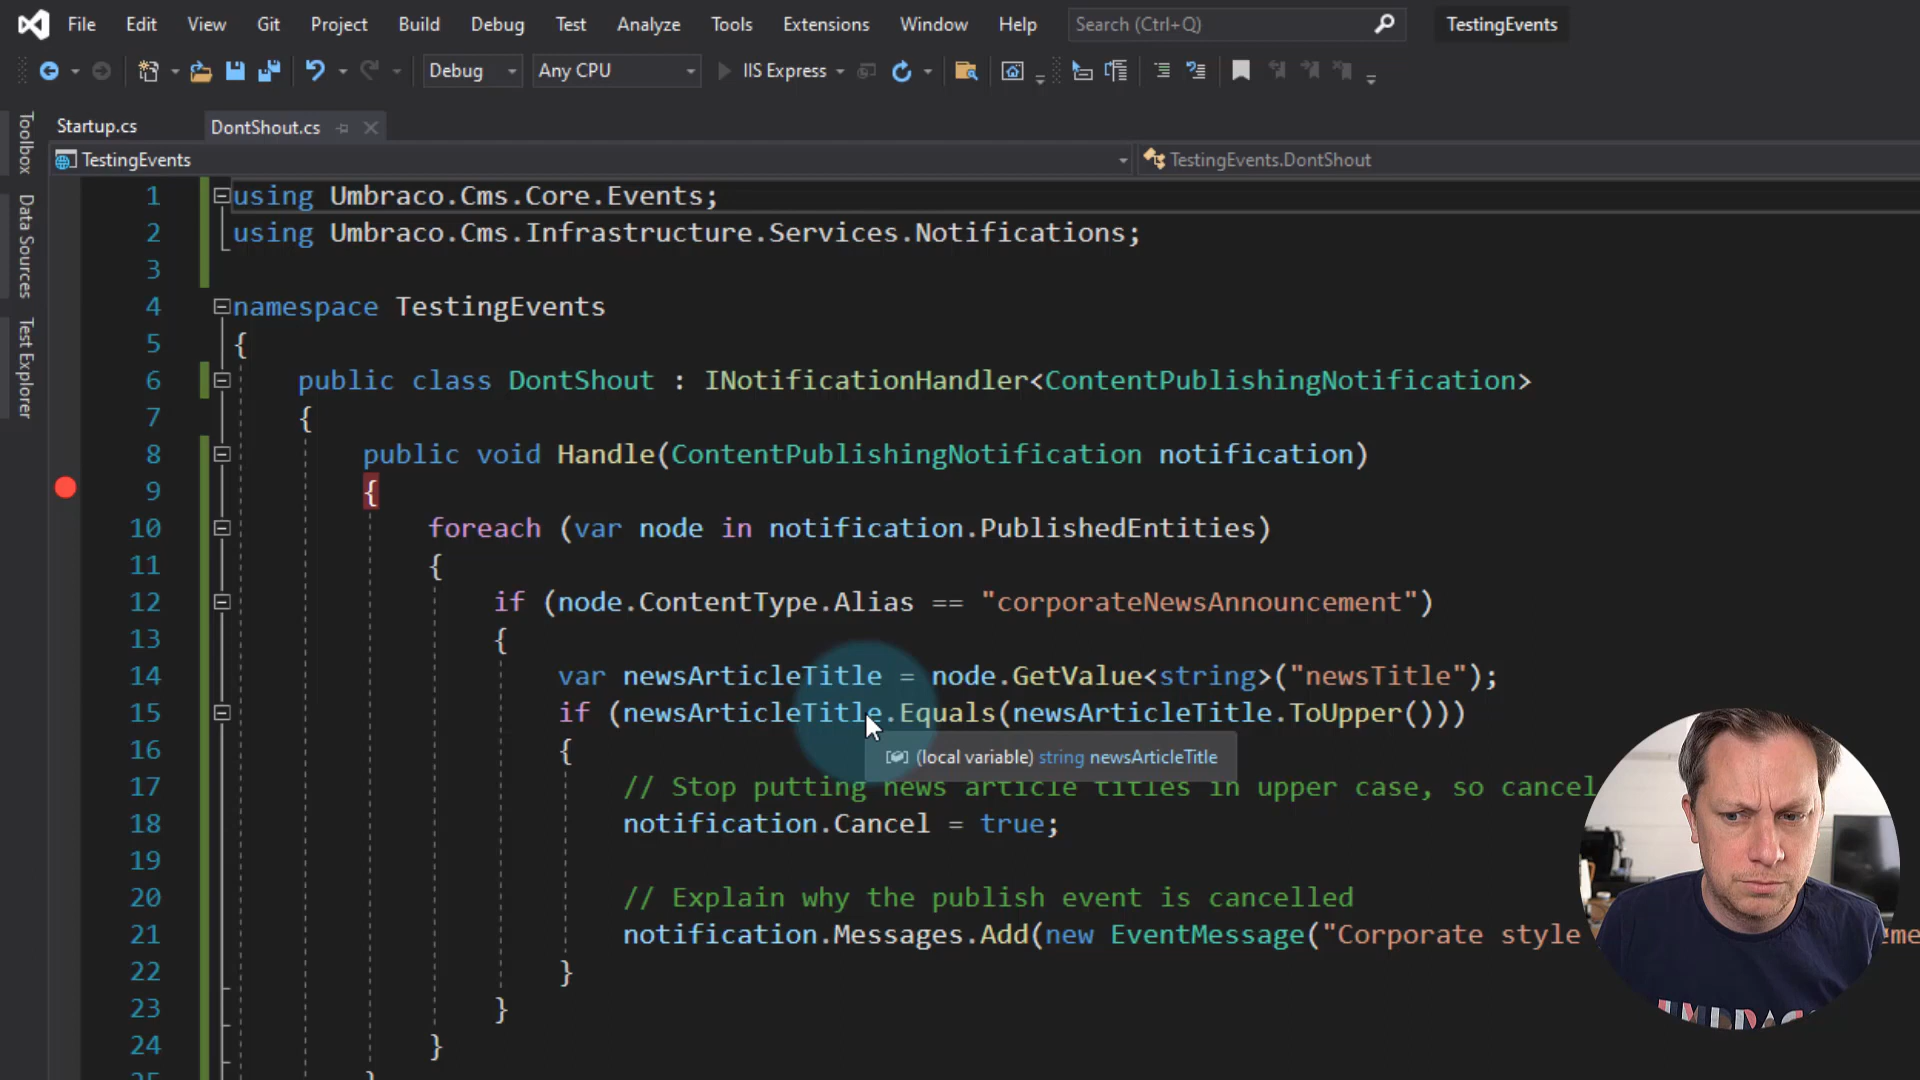 File Edit View Git Project Build Debug Test Analyze Tools Extensions Window Help Search (Ctrl+Q) TestingEvents
Debug Any CPU IIS Express
Toolbox
Data Sources
Test Explorer
Startup.cs DontShout.cs
TestingEvents TestingEvents.DontShout
1 using Umbraco.Cms.Core.Events;
2 using Umbraco.Cms.Infrastructure.Services.Notifications;
3
4 namespace TestingEvents
5 {
6 public class DontShout : INotificationHandler<ContentPublishingNotification>
7 {
8 public void Handle(ContentPublishingNotification notification)
9 {
10 foreach (var node in notification.PublishedEntities)
11 {
12 if (node.ContentType.Alias == "corporateNewsAnnouncement")
13 {
14 var newsArticleTitle = node.GetValue<string>("newsTitle");
15 if (newsArticleTitle.Equals(newsArticleTitle.ToUpper()))
16 {
(local variable) string newsArticleTitle
17 // Stop putting news article titles in upper case, so cancel
18 notification.Cancel = true;
19
20 // Explain why the publish event is cancelled
21 notification.Messages.Add(new EventMessage("Corporate style
22 }
23 }
24 }
25 }